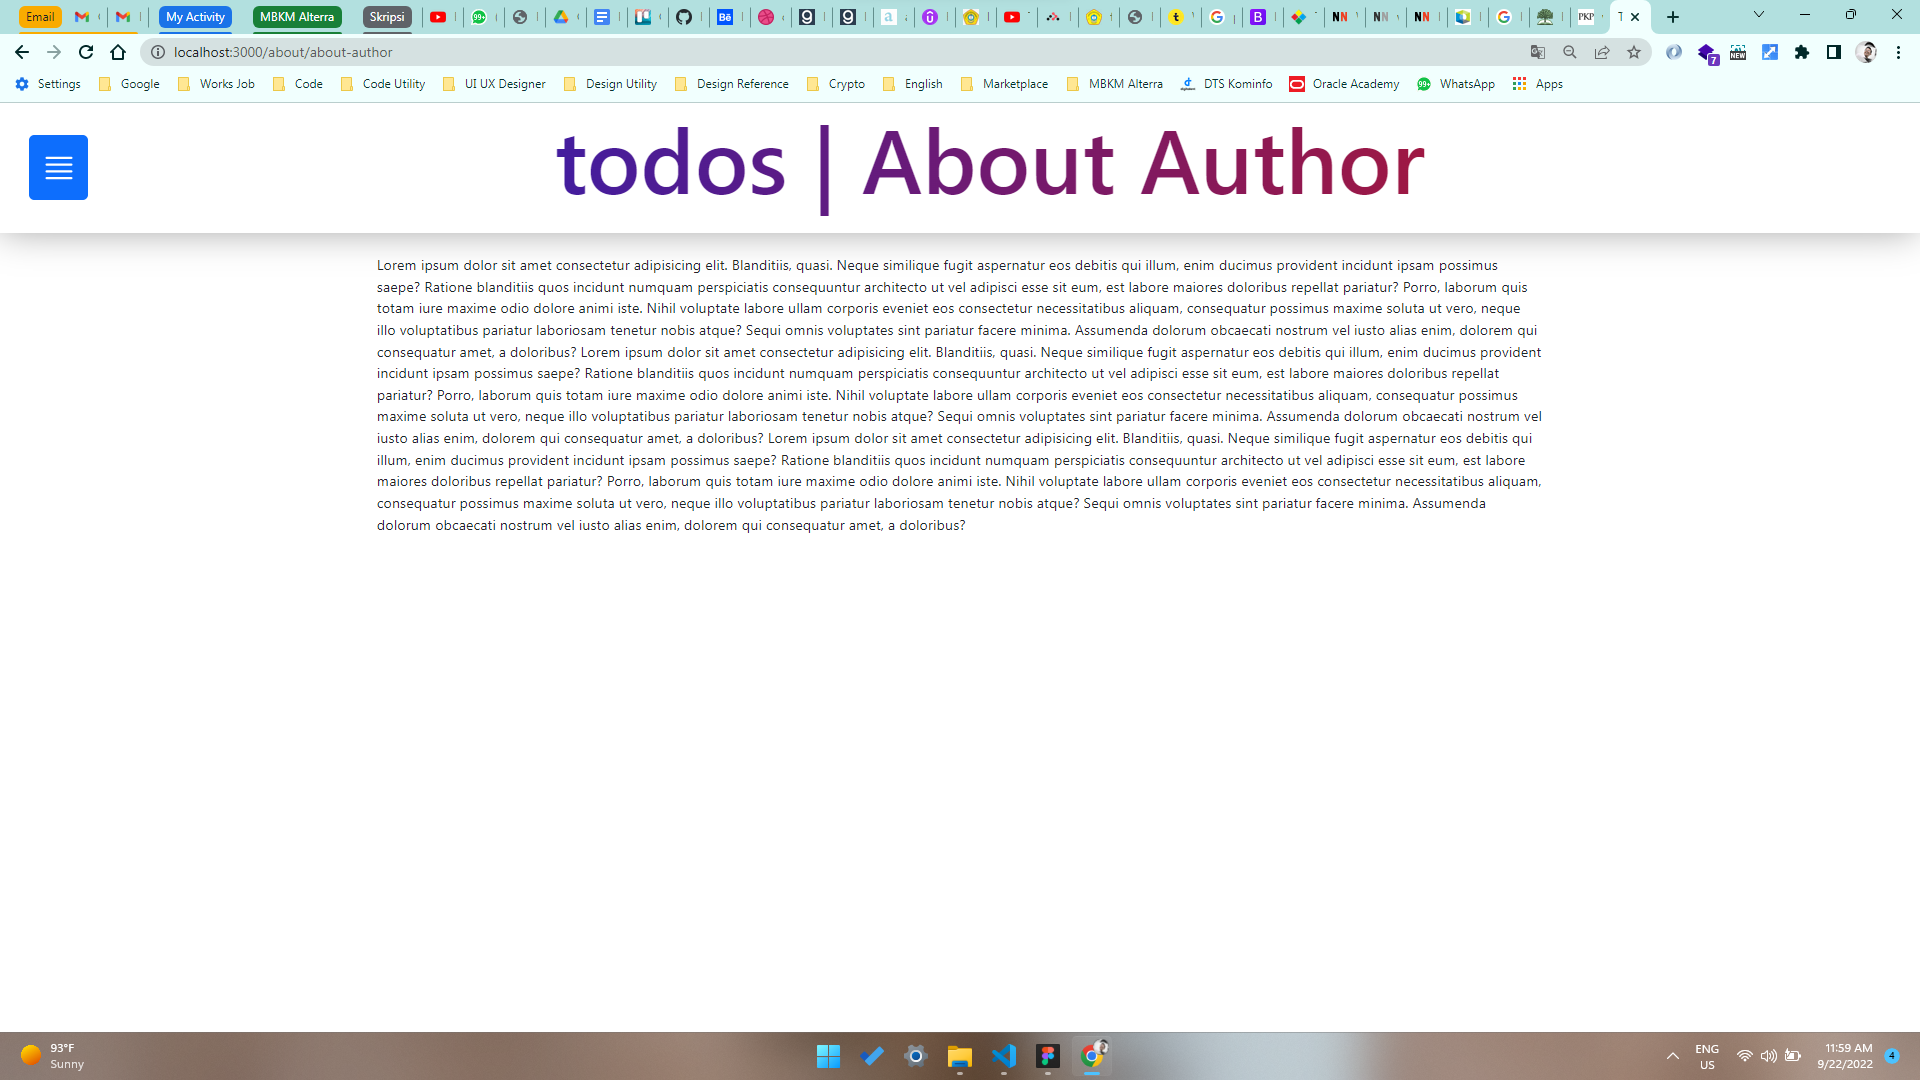 Email
My Activity
MBKM Alterra
Skripsi
localhost:3000/about/about-author
7
NEW
Settings
Google
Works Job
Code
Code Utility
UI UX Designer
Design Utility
Design Reference
Crypto
English
Marketplace
MBKM Alterra
DTS Kominfo
Oracle Academy
WhatsApp
Apps
todos | About Author
Lorem ipsum dolor sit amet consectetur adipisicing elit. Blanditiis, quasi. Neque similique fugit aspernatur eos debitis qui illum, enim ducimus provident incidunt ipsam possimus
saepe? Ratione blanditiis quos incidunt numquam perspiciatis consequuntur architecto ut vel adipisci esse sit eum, est labore maiores doloribus repellat pariatur? Porro, laborum quis
totam iure maxime odio dolore animi iste. Nihil voluptate labore ullam corporis eveniet eos consectetur necessitatibus aliquam, consequatur possimus maxime soluta ut vero, neque
illo voluptatibus pariatur laboriosam tenetur nobis atque? Sequi omnis voluptates sint pariatur facere minima. Assumenda dolorum obcaecati nostrum vel iusto alias enim, dolorem qui
consequatur amet, a doloribus? Lorem ipsum dolor sit amet consectetur adipisicing elit. Blanditiis, quasi. Neque similique fugit aspernatur eos debitis qui illum, enim ducimus provident
incidunt ipsam possimus saepe? Ratione blanditiis quos incidunt numquam perspiciatis consequuntur architecto ut vel adipisci esse sit eum, est labore maiores doloribus repellat
pariatur? Porro, laborum quis totam iure maxime odio dolore animi iste. Nihil voluptate labore ullam corporis eveniet eos consectetur necessitatibus aliquam, consequatur possimus
maxime soluta ut vero, neque illo voluptatibus pariatur laboriosam tenetur nobis atque? Sequi omnis voluptates sint pariatur facere minima. Assumenda dolorum obcaecati nostrum vel
iusto alias enim, dolorem qui consequatur amet, a doloribus? Lorem ipsum dolor sit amet consectetur adipisicing elit. Blanditiis, quasi. Neque similique fugit aspernatur eos debitis qui
illum, enim ducimus provident incidunt ipsam possimus saepe? Ratione blanditiis quos incidunt numquam perspiciatis consequuntur architecto ut vel adipisci esse sit eum, est labore
maiores doloribus repellat pariatur? Porro, laborum quis totam iure maxime odio dolore animi iste. Nihil voluptate labore ullam corporis eveniet eos consectetur necessitatibus aliquam,
consequatur possimus maxime soluta ut vero, neque illo voluptatibus pariatur laboriosam tenetur nobis atque? Sequi omnis voluptates sint pariatur facere minima. Assumenda
dolorum obcaecati nostrum vel iusto alias enim, dolorem qui consequatur amet, a doloribus?
93°F
Sunny
ENG
US
11:59 AM
9/22/2022
4